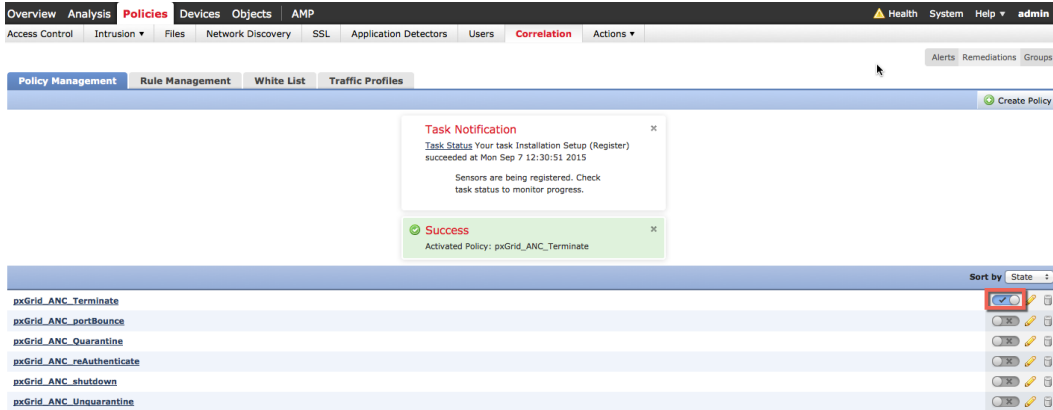 Overview Analysis Policies Devices Objects AMP Health System Help ▾ admin
Access Control Intrusion ▾ Files Network Discovery SSL Application Detectors Users Correlation Actions ▾
Alerts Remediations Groups
Policy Management Rule Management White List Traffic Profiles
Create Policy
Task Notification
Task Status Your task Installation Setup (Register)
succeeded at Mon Sep 7 12:30:51 2015
Sensors are being registered. Check
task status to monitor progress.
Success
Activated Policy: pxGrid_ANC_Terminate
Sort by State
pxGrid_ANC_Terminate
pxGrid_ANC_portBounce
pxGrid_ANC_Quarantine
pxGrid_ANC_reAuthenticate
pxGrid_ANC_shutdown
pxGrid_ANC_Unquarantine